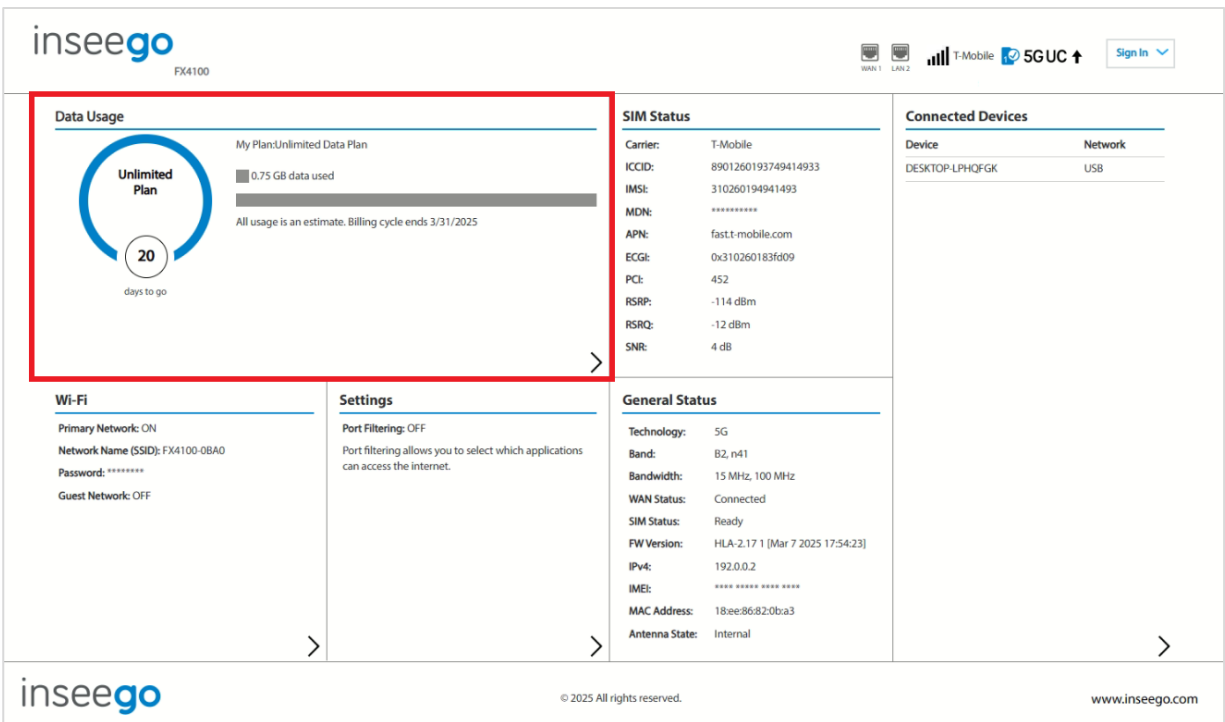 inseego
FX4100
WAN 1
LAN 2
T-Mobile
1
5G UC
Sign In
Data Usage
Unlimited
Plan
20
days to go
My Plan:Unlimited Data Plan
0.75 GB data used
All usage is an estimate. Billing cycle ends 3/31/2025
SIM Status
Carrier: T-Mobile
ICCID: 8901260193749414933
IMSI: 310260194941493
MDN: **********
APN: fast.t-mobile.com
ECGI: 0x310260183fd09
PCI: 452
RSRP: -114 dBm
RSRQ: -12 dBm
SNR: 4 dB
Connected Devices
Device Network
DESKTOP-LPHQFGK USB
Wi-Fi
Primary Network: ON
Network Name (SSID): FX4100-0BA0
Password: ********
Guest Network: OFF
Settings
Port Filtering: OFF
Port filtering allows you to select which applications
can access the internet.
General Status
Technology: 5G
Band: B2, n41
Bandwidth: 15 MHz, 100 MHz
WAN Status: Connected
SIM Status: Ready
FW Version: HLA-2.17 1 [Mar 7 2025 17:54:23]
IPv4: 192.0.0.2
IMEI: **** ***** **** ****
MAC Address: 18:ee:86:82:0b:a3
Antenna State: Internal
inseego
© 2025 All rights reserved.
www.inseego.com